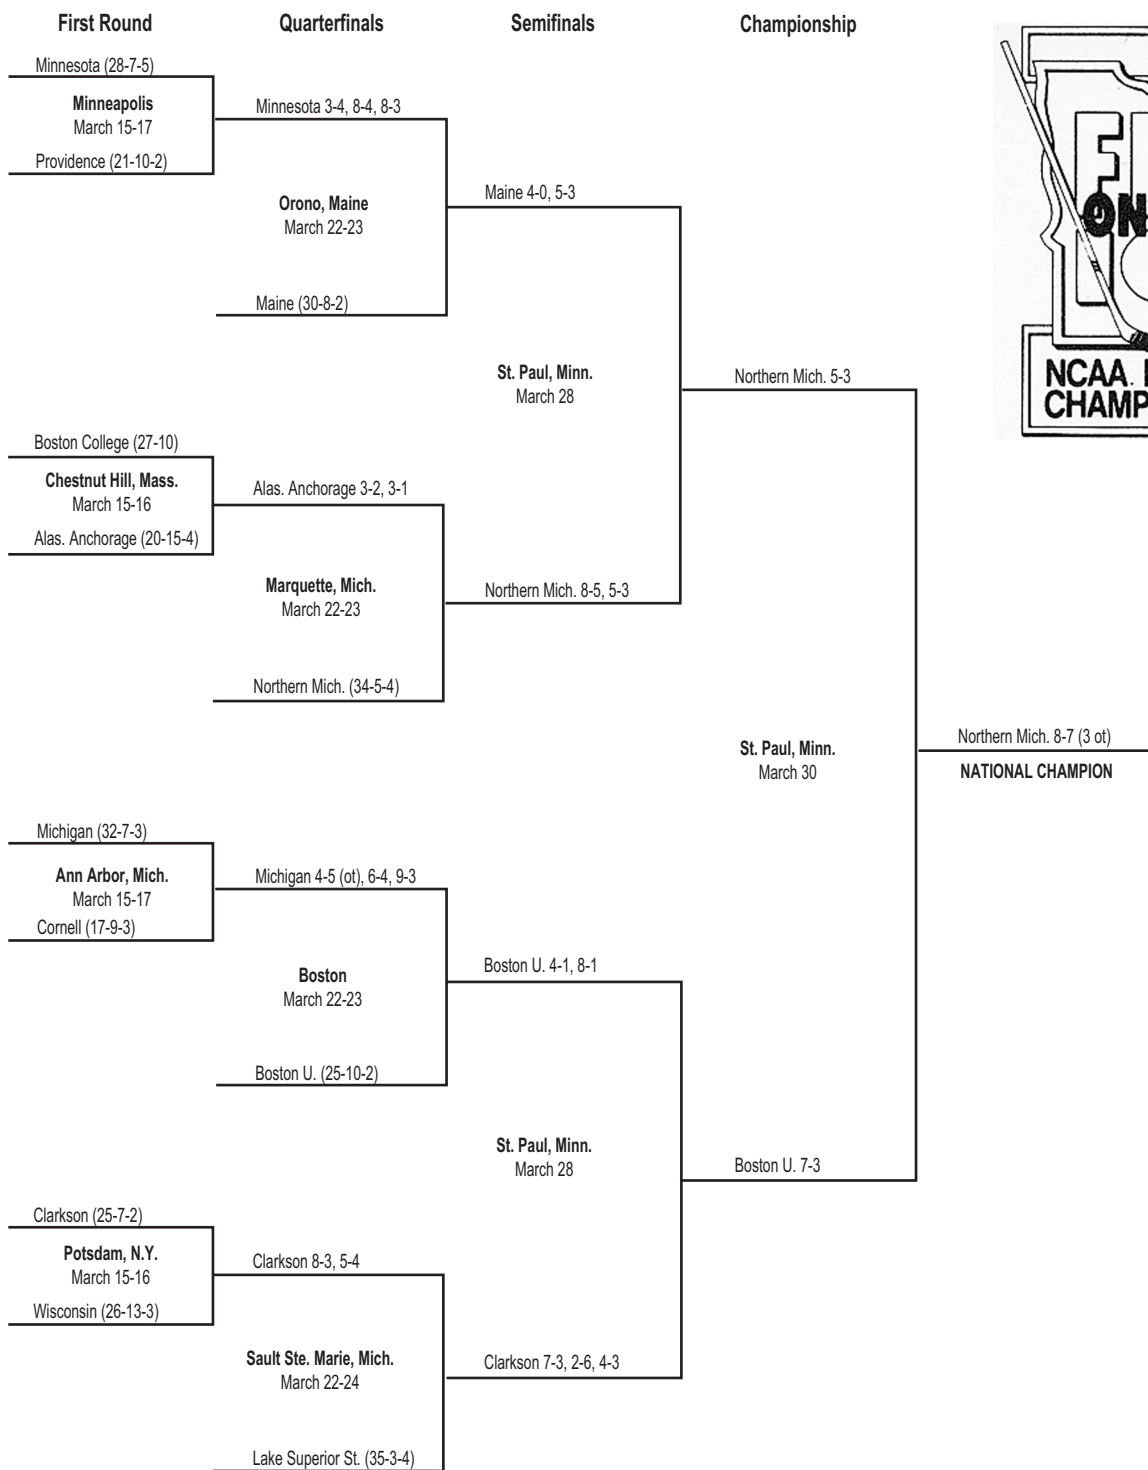 First Round Quarterfinals Semifinals Championship
Minnesota (28-7-5)
Minneapolis
March 15-17
Providence (21-10-2)
Minnesota 3-4, 8-4, 8-3
Orono, Maine
March 22-23
Maine (30-8-2)
Maine 4-0, 5-3
St. Paul, Minn.
March 28
Boston College (27-10)
Chestnut Hill, Mass.
March 15-16
Alas. Anchorage (20-15-4)
Alas. Anchorage 3-2, 3-1
Marquette, Mich.
March 22-23
Northern Mich. (34-5-4)
Northern Mich. 8-5, 5-3
Northern Mich. 5-3
St. Paul, Minn.
March 30
Northern Mich. 8-7 (3 ot)
NATIONAL CHAMPION
Michigan (32-7-3)
Ann Arbor, Mich.
March 15-17
Cornell (17-9-3)
Michigan 4-5 (ot), 6-4, 9-3
Boston
March 22-23
Boston U. (25-10-2)
Boston U. 4-1, 8-1
St. Paul, Minn.
March 28
Boston U. 7-3
Clarkson (25-7-2)
Potsdam, N.Y.
March 15-16
Wisconsin (26-13-3)
Clarkson 8-3, 5-4
Sault Ste. Marie, Mich.
March 22-24
Lake Superior St. (35-3-4)
Clarkson 7-3, 2-6, 4-3
ON
NCAA
CHAMP